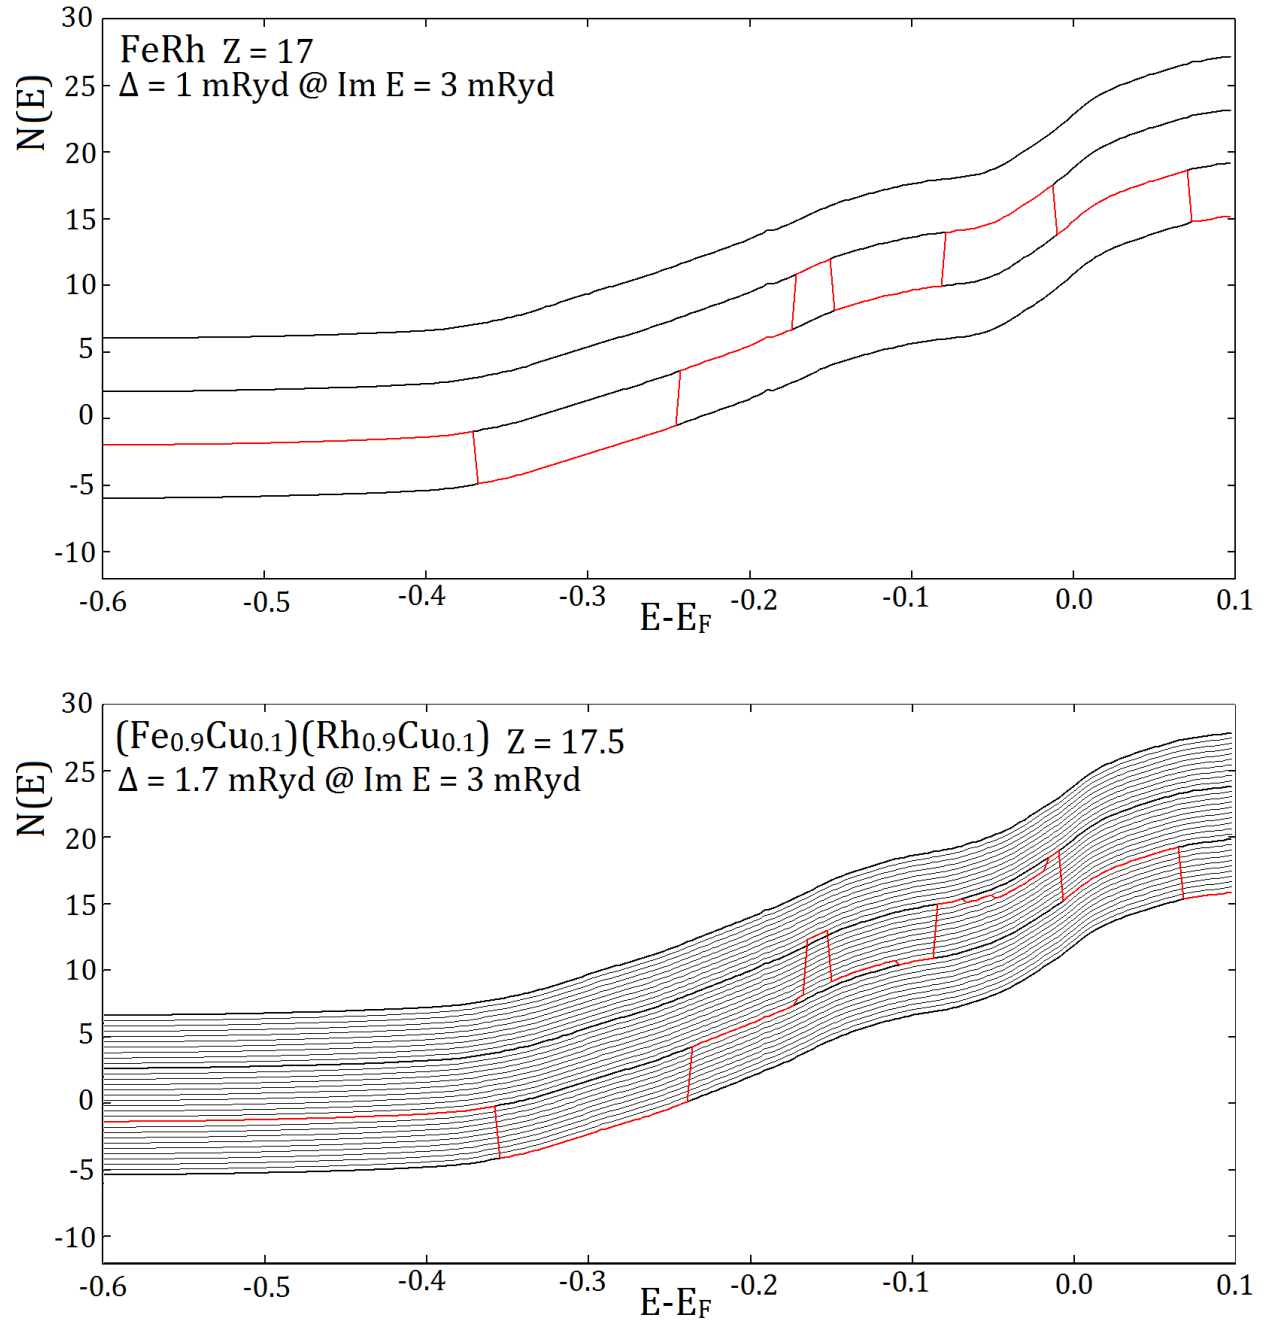 30
FeRh Z = 17
Δ = 1 mRyd @ Im E = 3 mRyd
25
N(E)
20
15
10
5
0
-5
-10
-0.6 -0.5 -0.4 -0.3 -0.2 -0.1 0.0 0.1
E-E_F
30
(Fe₀.₉Cu₀.₁)(Rh₀.₉Cu₀.₁) Z = 17.5
Δ = 1.7 mRyd @ Im E = 3 mRyd
25
N(E)
20
15
10
5
0
-5
-10
-0.6 -0.5 -0.4 -0.3 -0.2 -0.1 0.0 0.1
E-E_F